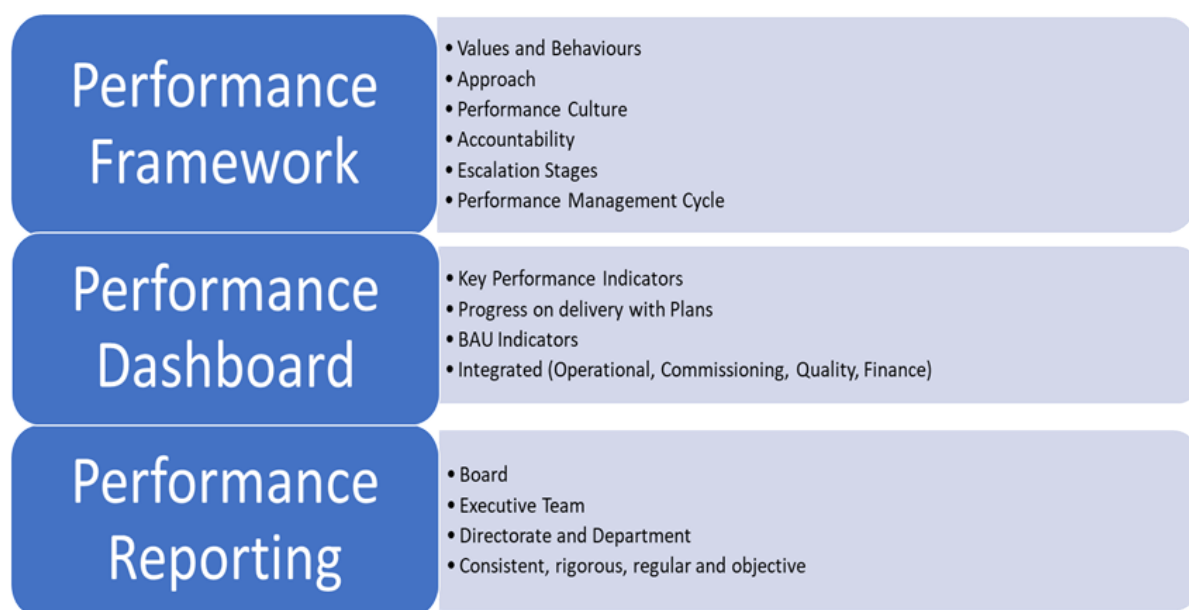 Performance
Framework
• Values and Behaviours
• Approach
• Performance Culture
• Accountability
• Escalation Stages
• Performance Management Cycle
Performance
Dashboard
• Key Performance Indicators
• Progress on delivery with Plans
• BAU Indicators
• Integrated (Operational, Commissioning, Quality, Finance)
Performance
Reporting
• Board
• Executive Team
• Directorate and Department
• Consistent, rigorous, regular and objective